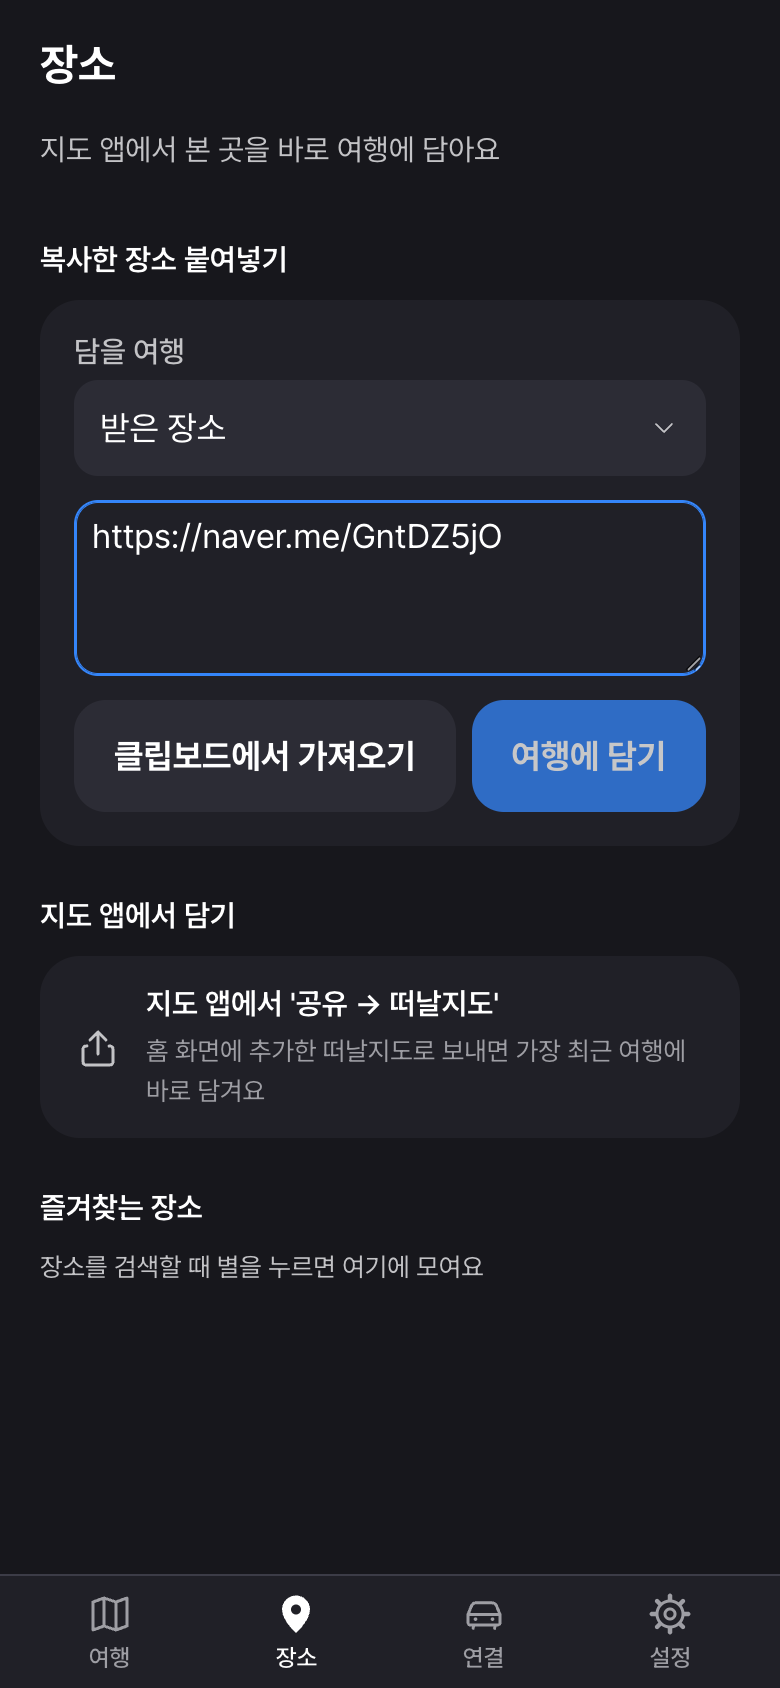 장소
지도 앱에서 본 곳을 바로 여행에 담아요
복사한 장소 붙여넣기
담을 여행
받은 장소
https://naver.me/GntDZ5jO
클립보드에서 가져오기
여행에 담기
지도 앱에서 담기
지도 앱에서 '공유 → 떠날지도'
홈 화면에 추가한 떠날지도로 보내면 가장 최근 여행에
바로 담겨요
즐겨찾는 장소
장소를 검색할 때 별을 누르면 여기에 모여요
여행
장소
연결
설정